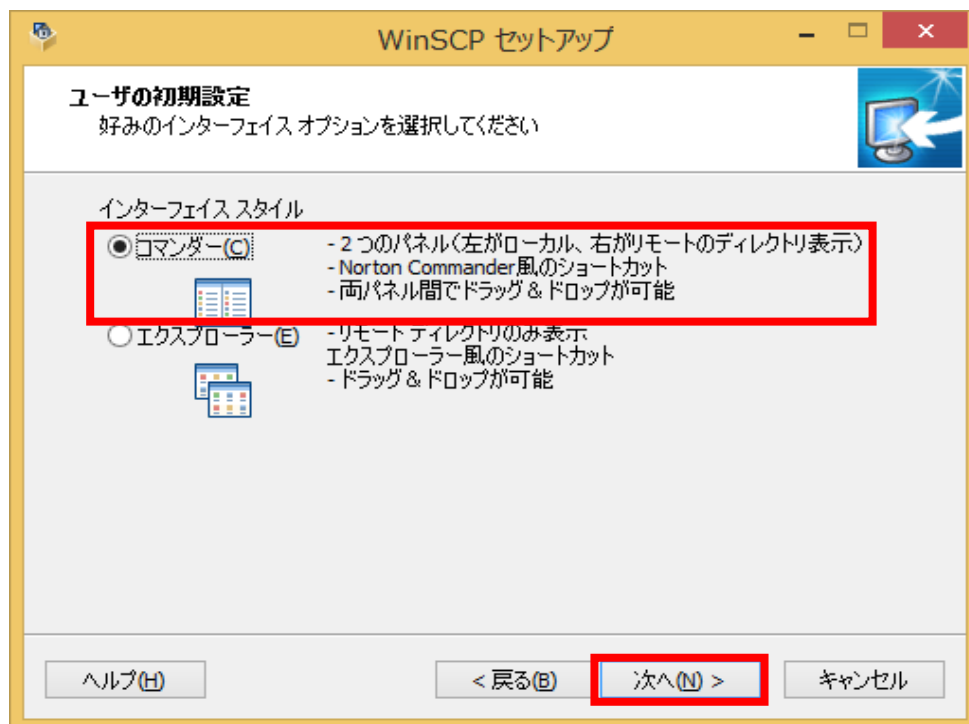 WinSCP セットアップ
ユーザの初期設定
好みのインターフェイス オプションを選択してください
インターフェイス スタイル
コマンダー(C)
- 2 つのパネル(左がローカル、右がリモートのディレクトリ表示)
- Norton Commander風のショートカット
- 両パネル間でドラッグ & ドロップが可能
エクスプローラー(E)
- リモート ディレクトリのみ表示
エクスプローラー風のショートカット
- ドラッグ & ドロップが可能
ヘルプ(H)
< 戻る(B)
次へ(N) >
キャンセル